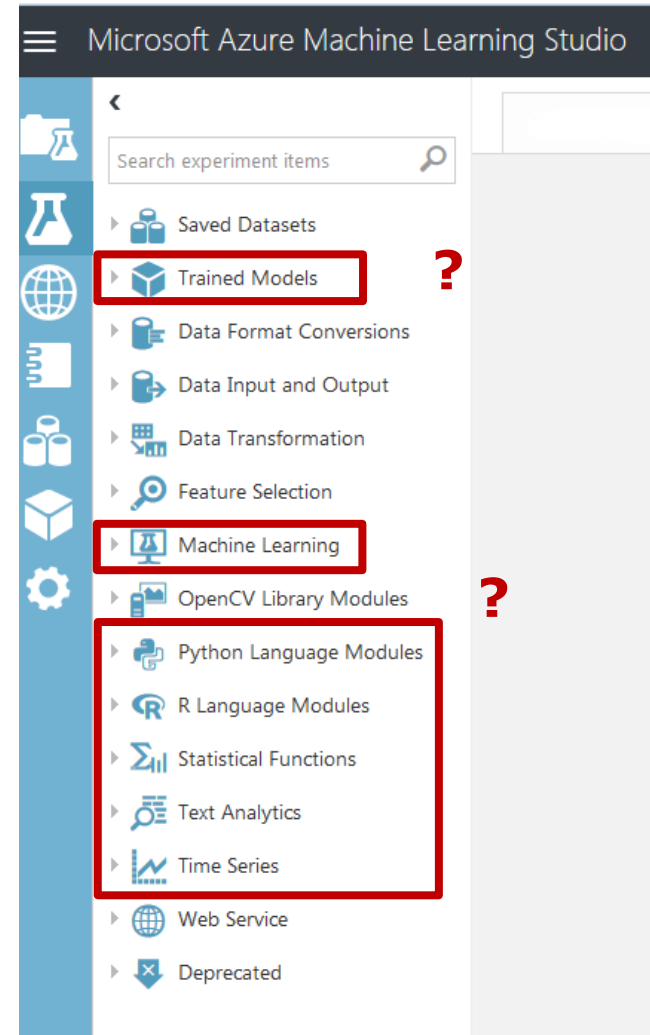 Microsoft Azure Machine Learning Studio
Search experiment items
Saved Datasets
Trained Models
?
Data Format Conversions
Data Input and Output
Data Transformation
Feature Selection
Machine Learning
OpenCV Library Modules
?
Python Language Modules
R Language Modules
Statistical Functions
Text Analytics
Time Series
Web Service
Deprecated